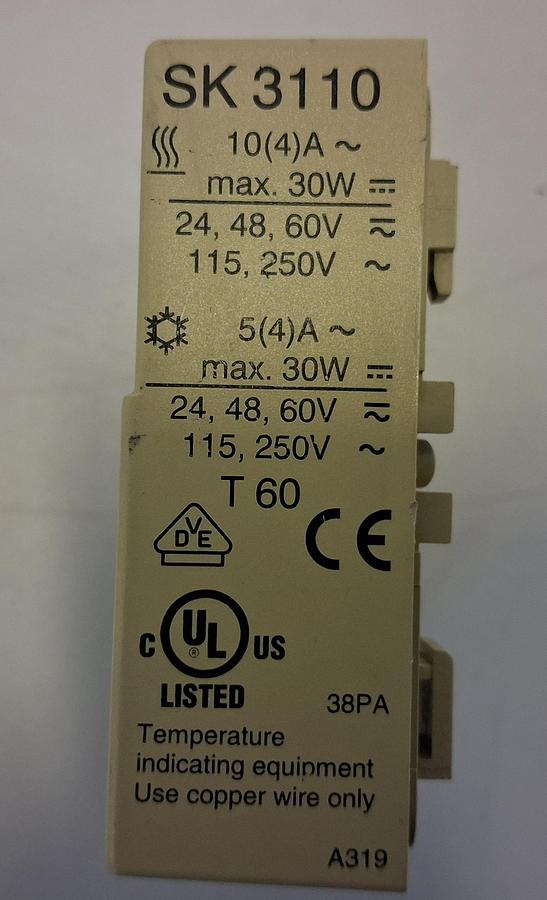 SK 3110
10(4)A ~
max. 30W ⎓
24, 48, 60V ⎓ ~
115, 250V ~
5(4)A ~
max. 30W ⎓
24, 48, 60V ⎓ ~
115, 250V ~
T 60
VDE
CE
C UL ® US
LISTED
38PA
Temperature
indicating equipment
Use copper wire only
A319